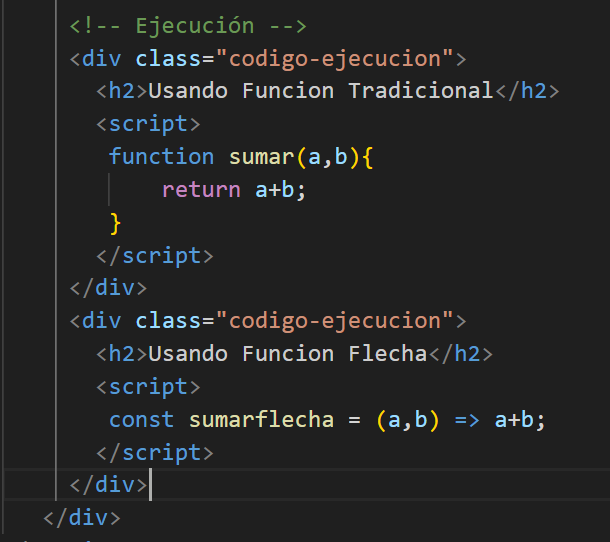 <!-- Ejecución -->
<div class="codigo-ejecucion">
<h2>Usando Funcion Tradicional</h2>
<script>
function sumar(a,b){
return a+b;
}
</script>
</div>
<div class="codigo-ejecucion">
<h2>Usando Funcion Flecha</h2>
<script>
const sumarflecha = (a,b) => a+b;
</script>
</div>
</div>